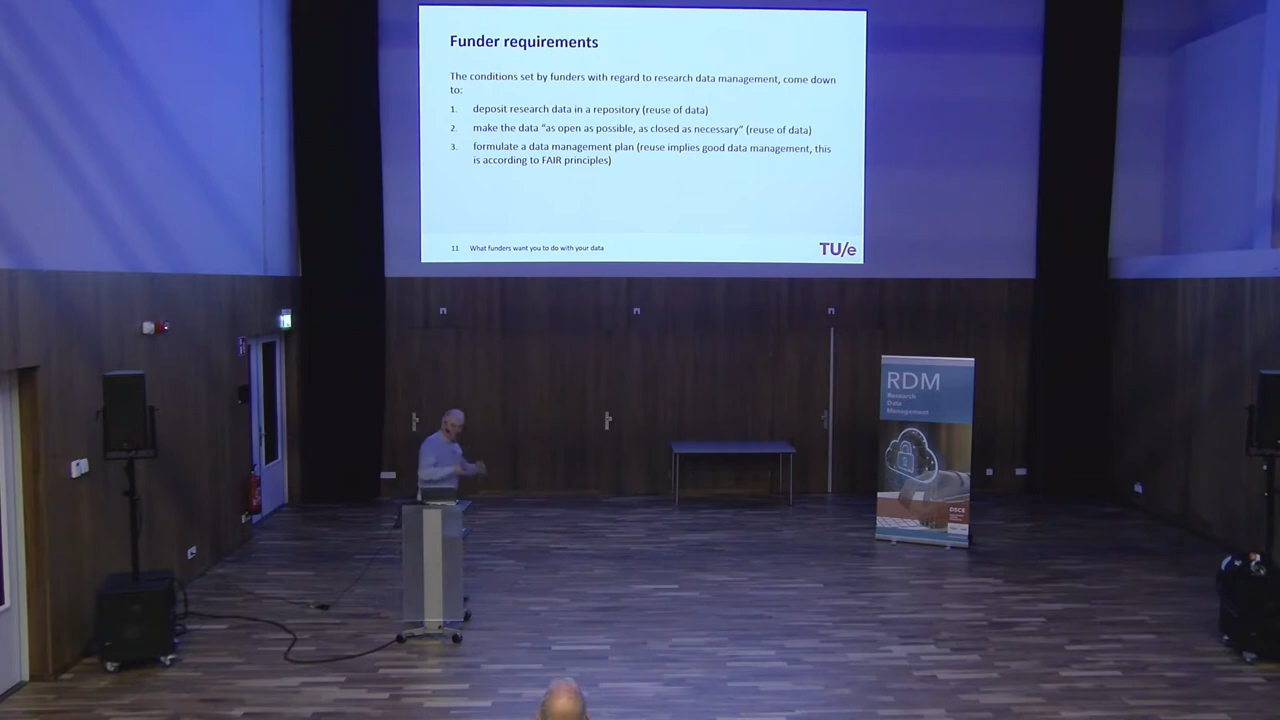 Funder requirements
The conditions set by funders with regard to research data management, come down
to:
1. deposit research data in a repository (reuse of data)
2. make the data "as open as possible, as closed as necessary" (reuse of data)
3. formulate a data management plan (reuse implies good data management, this
is according to FAIR principles)
11 What funders want you to do with your data
TU/e
RDM
Research
Data
Management
DSCE